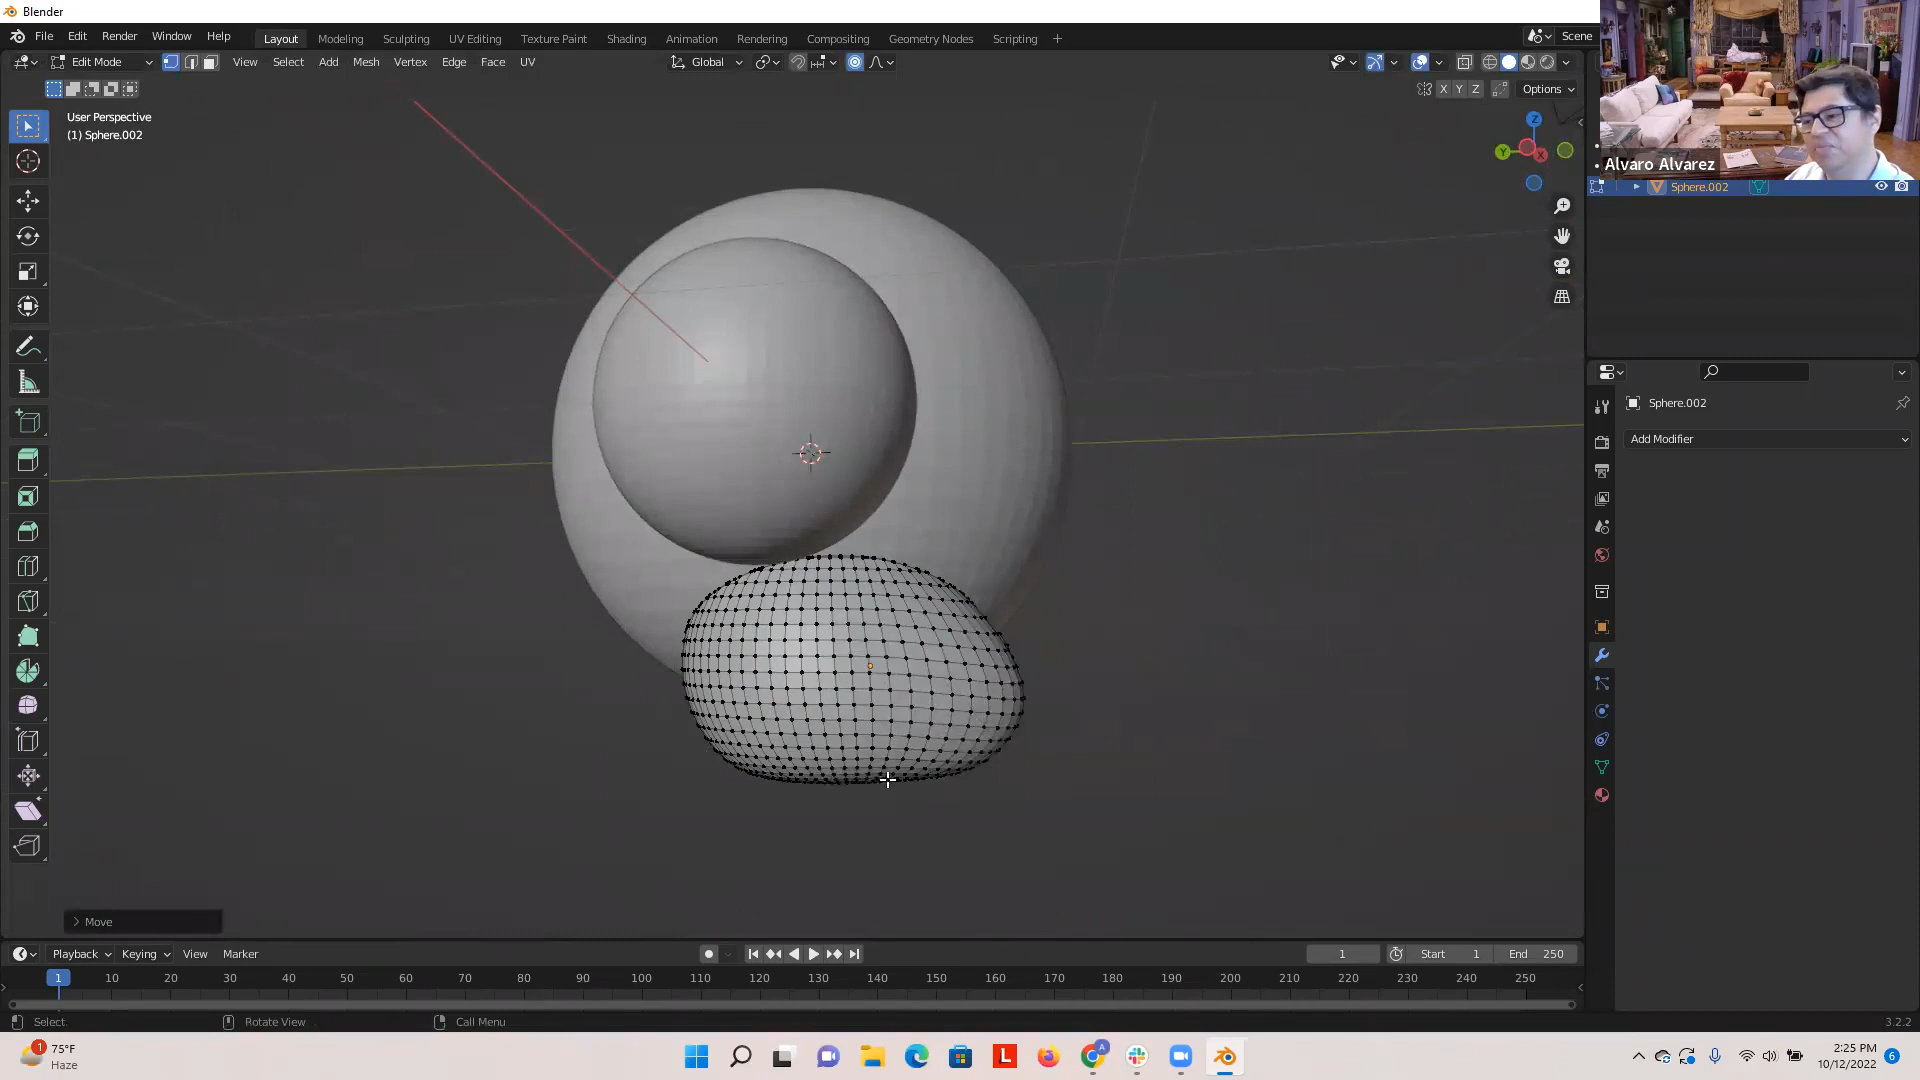 Blender
File Edit Render Window Help
Layout Modeling Sculpting UV Editing Texture Paint Shading Animation Rendering Compositing Geometry Nodes Scripting +
Scene
Edit Mode View Select Add Mesh Vertex Edge Face UV
Global
X Y Z
Options
User Perspective
(1) Sphere.002
Z
Y
X
Alvaro Alvarez
Sphere.002
Sphere.002
Add Modifier
Move
Playback Keying View Marker
1
Start 1
End 250
1 10 20 30 40 50 60 70 80 90 100 110 120 130 140 150 160 170 180 190 200 210 220 230 240 250
Select
Rotate View
Call Menu
3.2.2
1
75°F
Haze
L
A
2:25 PM
10/12/2022
6